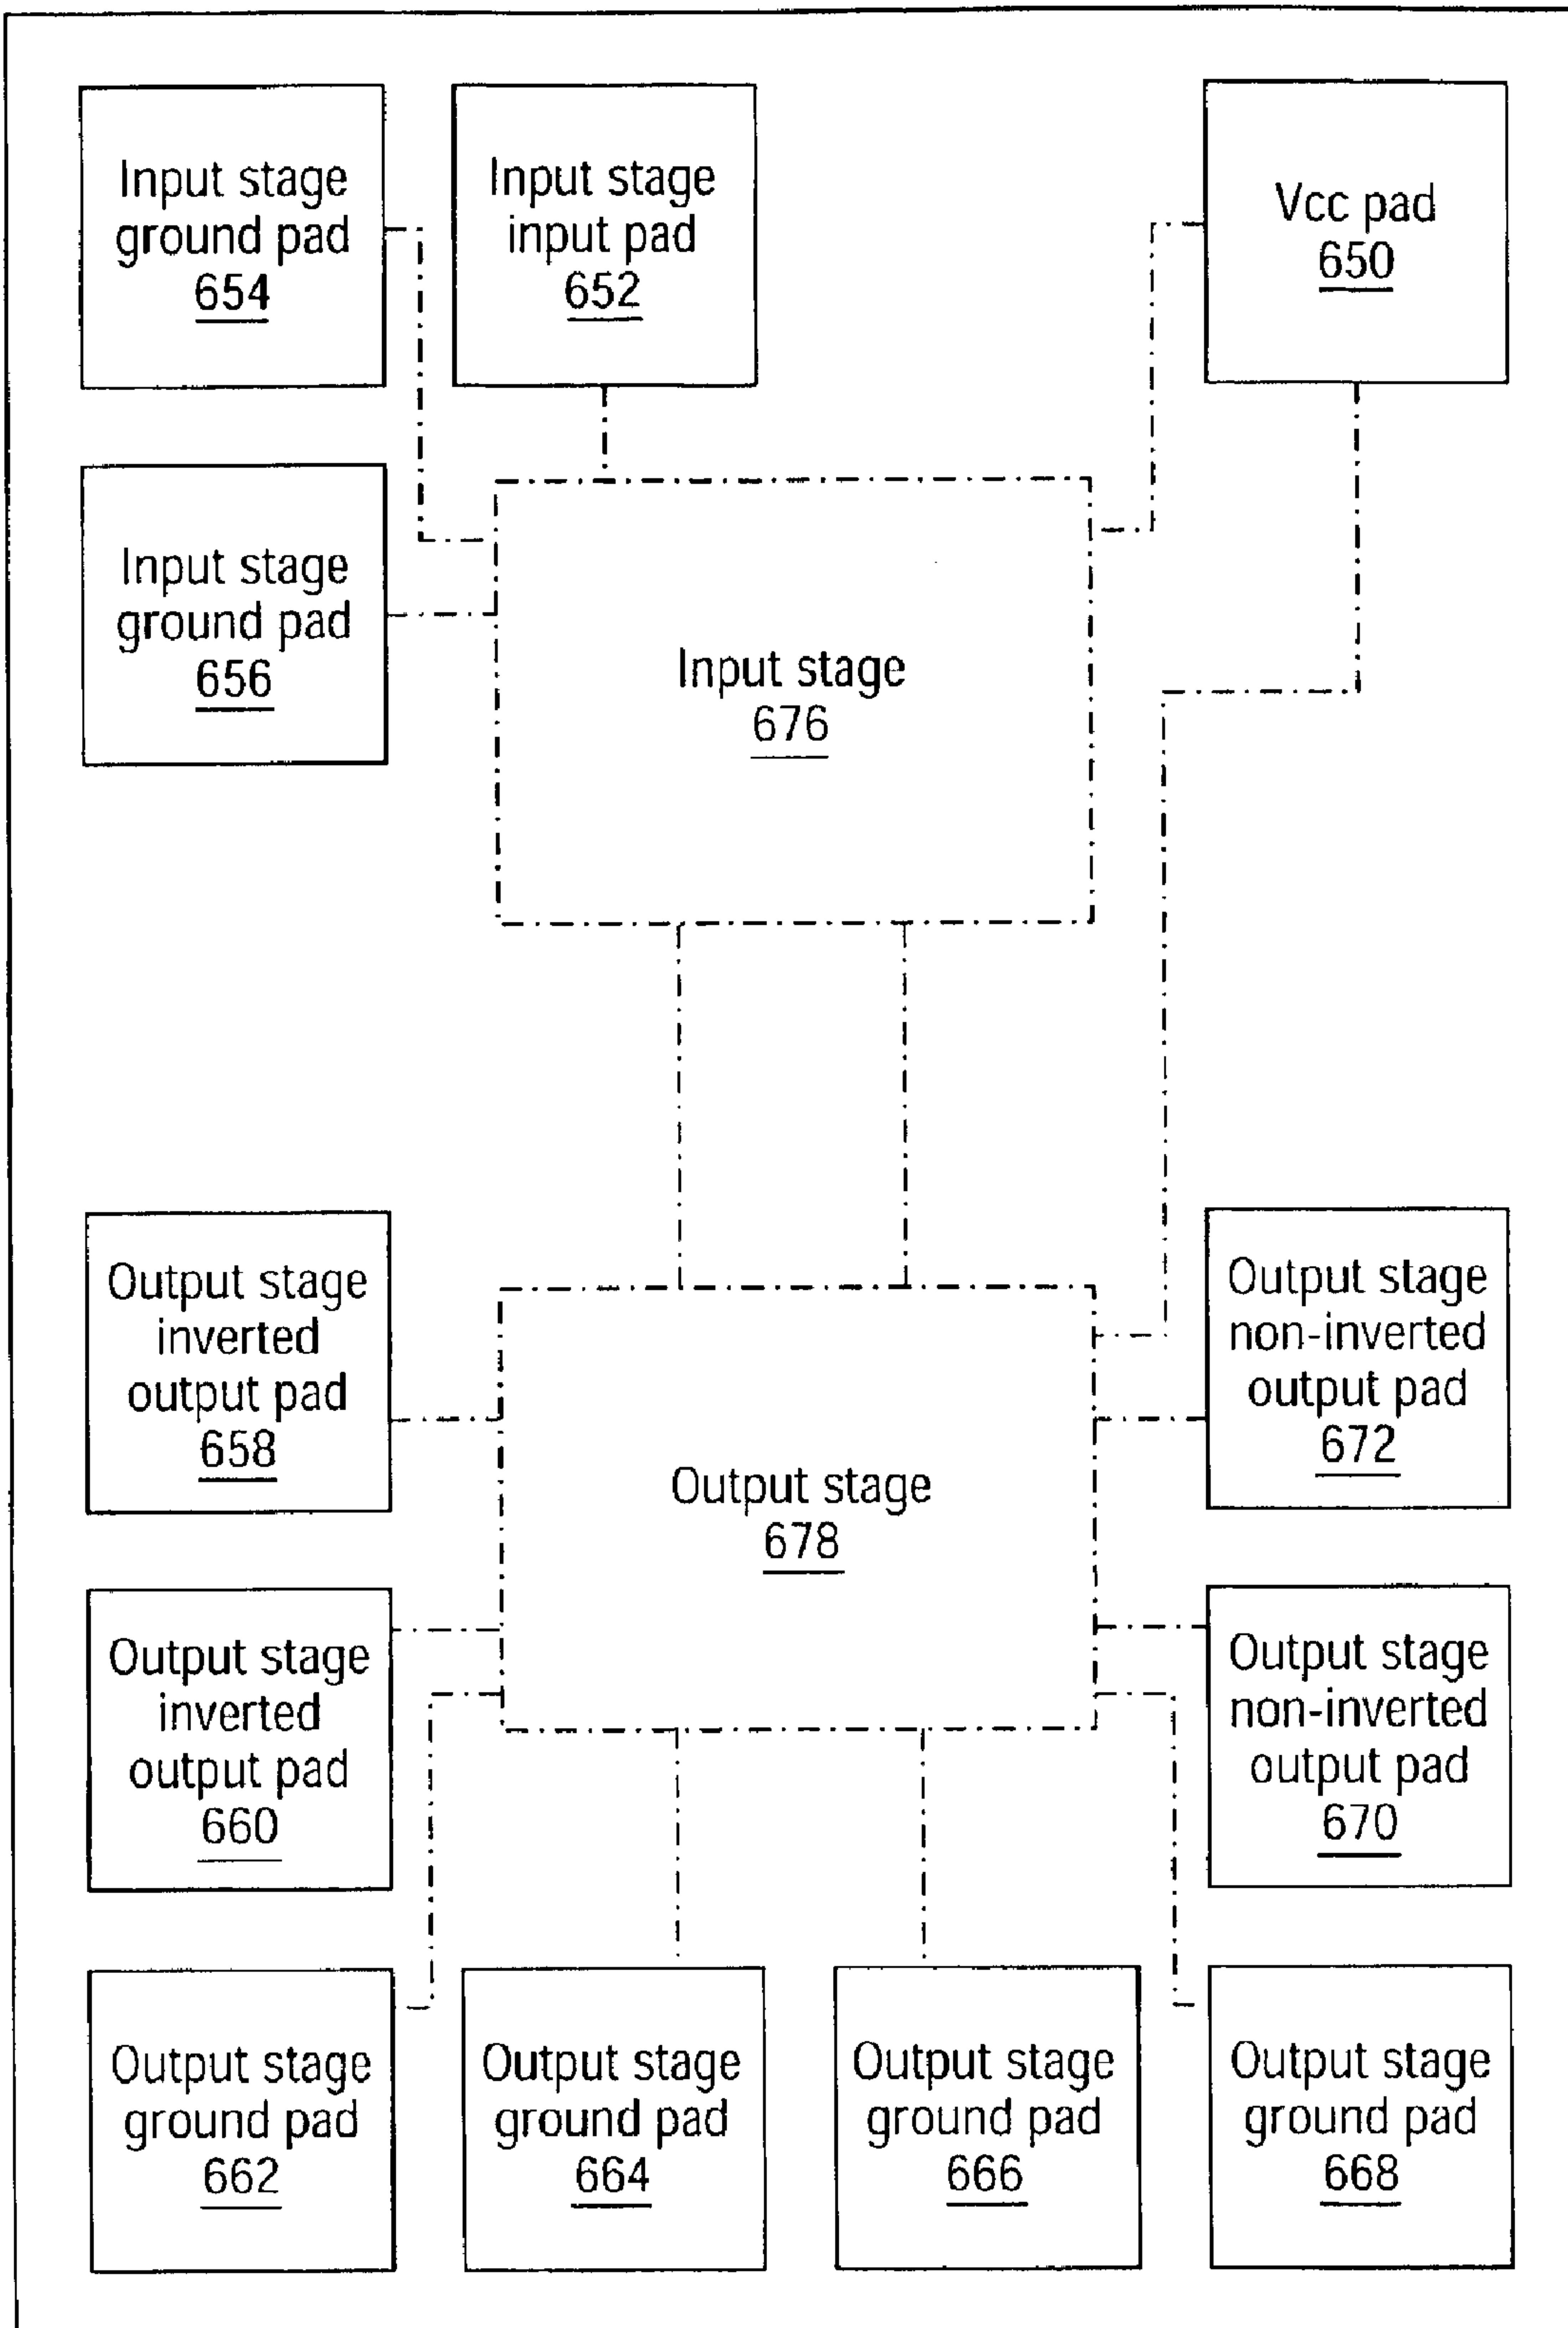 Input stage
ground pad
654
Input stage
input pad
652
Vcc pad
650
Input stage
ground pad
656
Input stage
676
Output stage
inverted
output pad
658
Output stage
non-inverted
output pad
672
Output stage
678
Output stage
inverted
output pad
660
Output stage
non-inverted
output pad
670
Output stage
ground pad
662
Output stage
ground pad
664
Output stage
ground pad
666
Output stage
ground pad
668